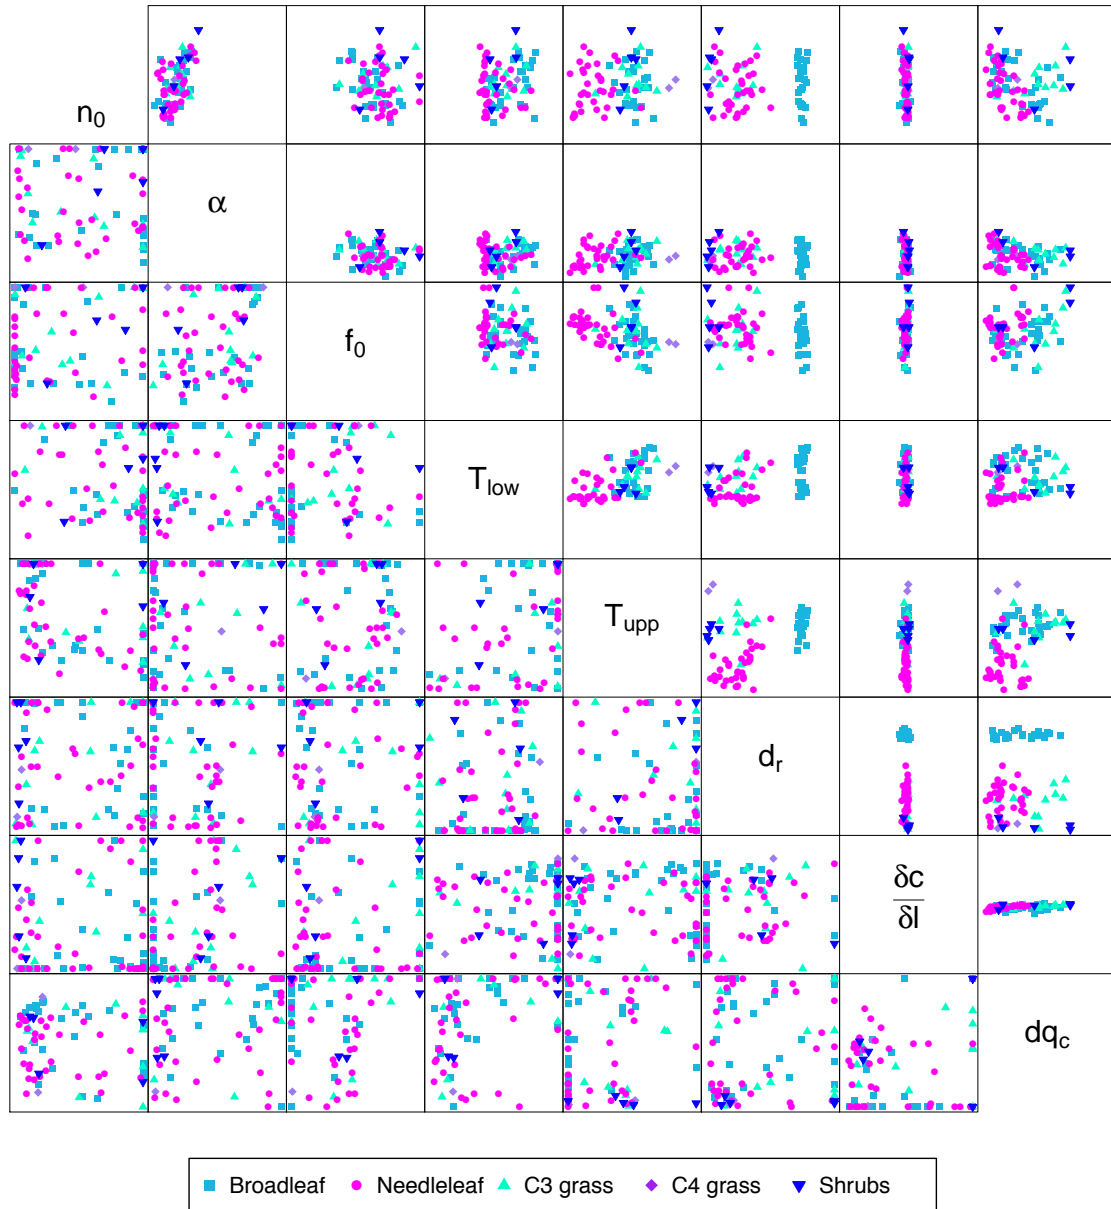 n0
α
f0
Tlow
Tupp
dr
δc
δl
dqc
Broadleaf Needleleaf C3 grass C4 grass Shrubs